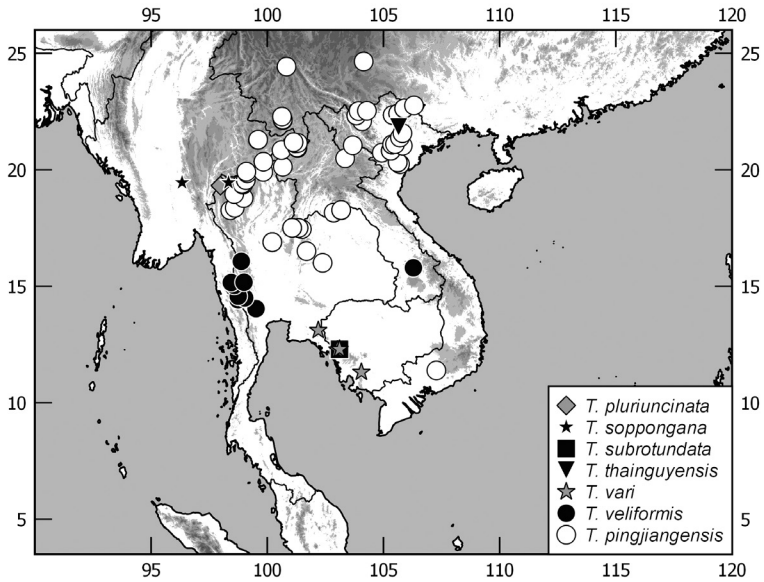 95 100 105 110 115 120
25 25
20 20
15 15
10 10
5 5
T. pluriuncinata
T. soppongana
T. subrotundata
T. thainguyensis
T. vari
T. veliformis
T. pingjiangensis
95 100 105 110 115 120